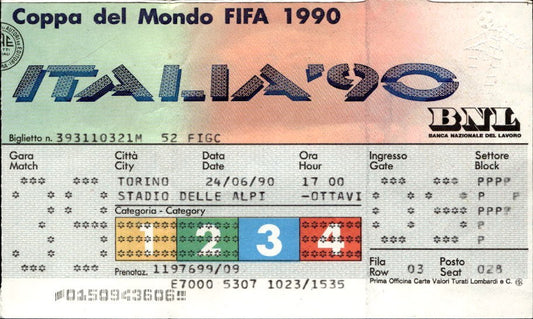 Coppa del Mondo FIFA 1990
ITALIA'90
BNL
BANCA NAZIONALE DEL LAVORO
Biglietto n. 393110321M 52 FIGC
Gara
Match
Città
City
Data
Date
Ora
Hour
Ingresso
Gate
Settore
Block
TORINO 24/06/90 17 00
STADIO DELLE ALPI -OTTAVI
Categoria - Category
1 2 3 4
Prenotaz. 1197699/09
Fila
Row 03
Posto
Seat 028
E7000 5307 1023/1535
Prima Officina Carte Valori Turati Lombardi e C.
0150943606